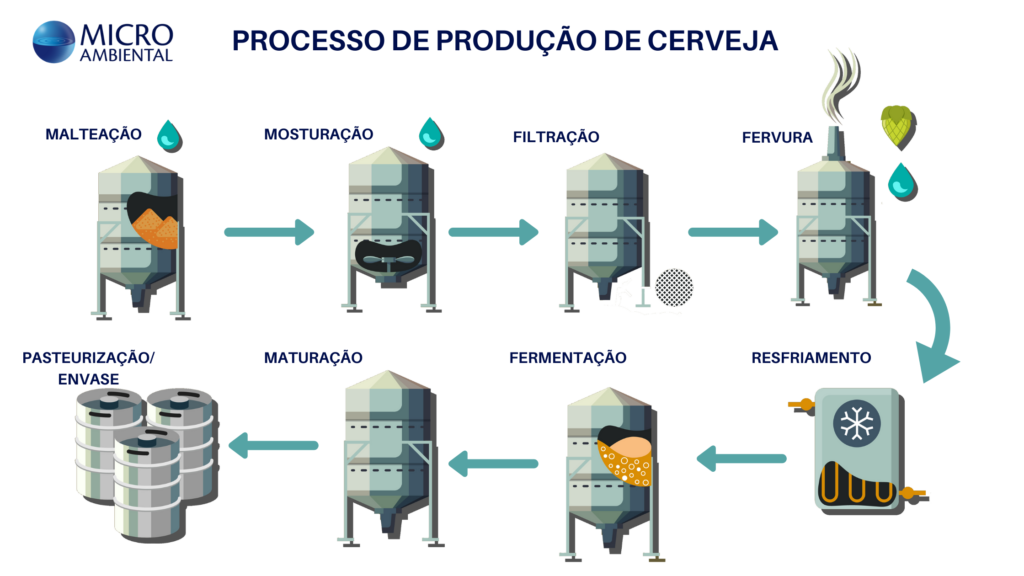 MICRO
AMBIENTAL
PROCESSO DE PRODUÇÃO DE CERVEJA
MALTEAÇÃO
MOSTURAÇÃO
FILTRAÇÃO
FERVURA
PASTEURIZAÇÃO/
ENVASE
MATURAÇÃO
FERMENTAÇÃO
RESFRIAMENTO